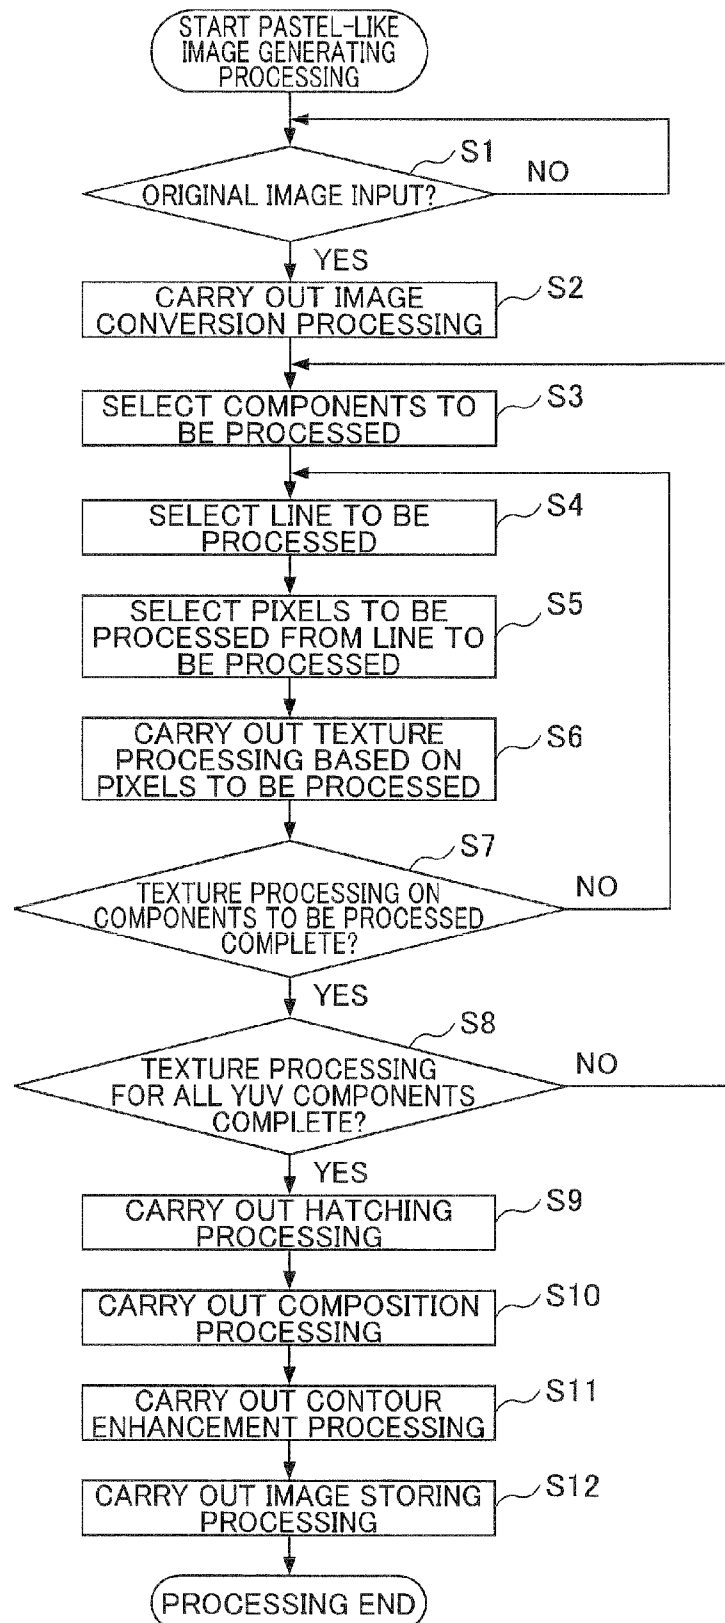 START PASTEL-LIKE
IMAGE GENERATING
PROCESSING
S1
ORIGINAL IMAGE INPUT?
NO
YES
S2
CARRY OUT IMAGE
CONVERSION PROCESSING
S3
SELECT COMPONENTS TO
BE PROCESSED
S4
SELECT LINE TO BE
PROCESSED
S5
SELECT PIXELS TO BE
PROCESSED FROM LINE TO
BE PROCESSED
S6
CARRY OUT TEXTURE
PROCESSING BASED ON
PIXELS TO BE PROCESSED
S7
TEXTURE PROCESSING ON
COMPONENTS TO BE PROCESSED
COMPLETE?
NO
YES
S8
TEXTURE PROCESSING
FOR ALL YUV COMPONENTS
COMPLETE?
NO
YES
S9
CARRY OUT HATCHING
PROCESSING
S10
CARRY OUT COMPOSITION
PROCESSING
S11
CARRY OUT CONTOUR
ENHANCEMENT PROCESSING
S12
CARRY OUT IMAGE STORING
PROCESSING
PROCESSING END